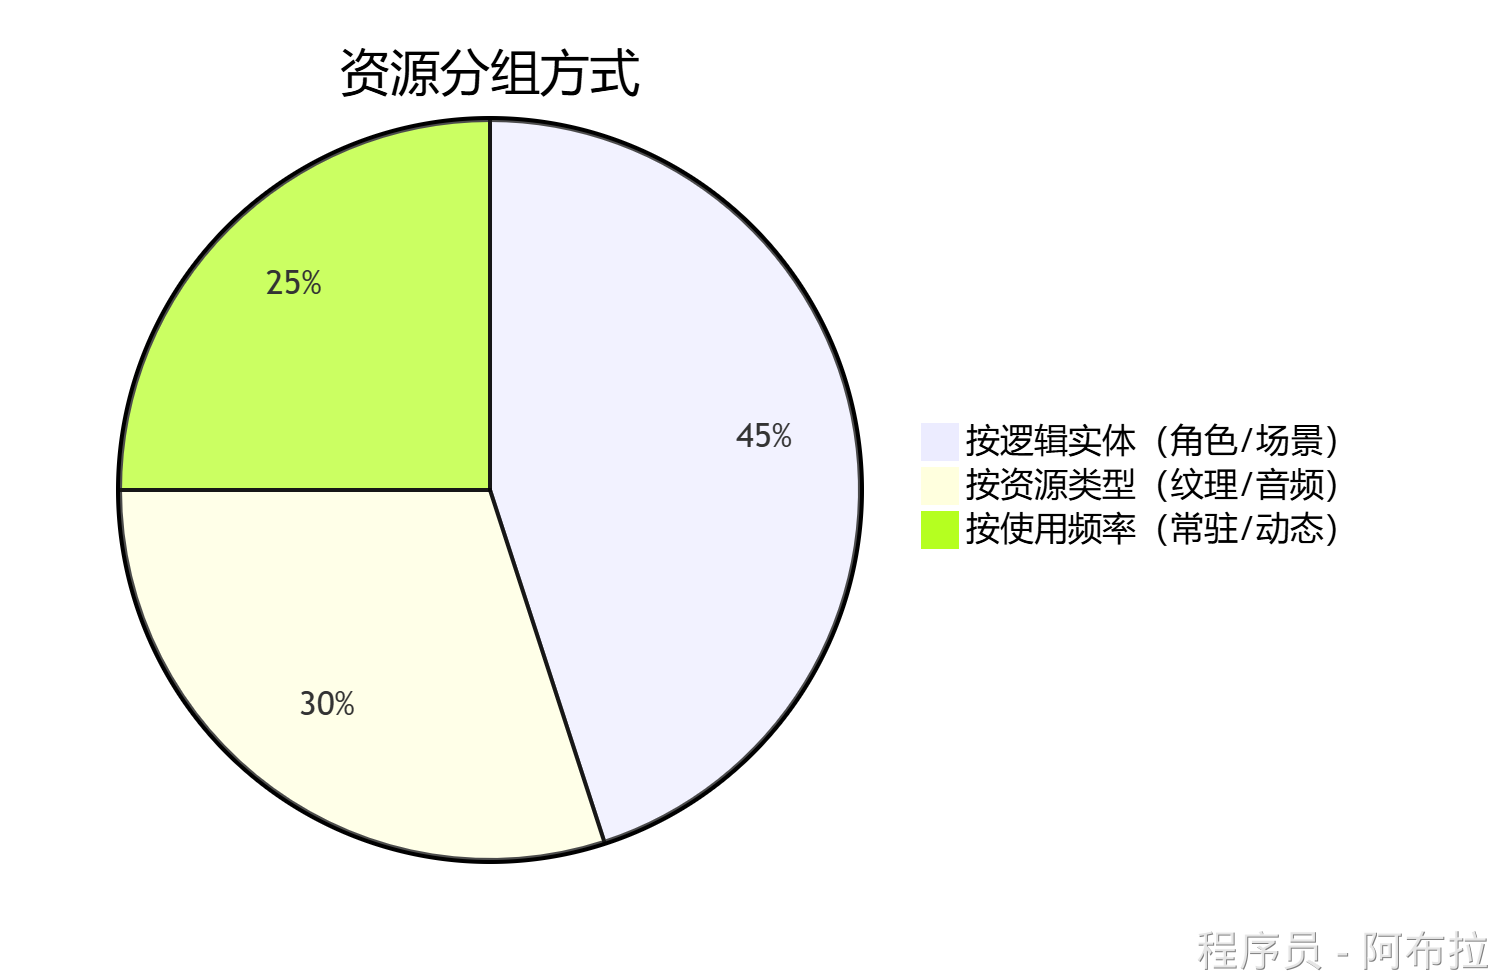 资源分组方式
25%
45%
30%
按逻辑实体（角色/场景）
按资源类型（纹理/音频）
按使用频率（常驻/动态）
程序员 - 阿布拉